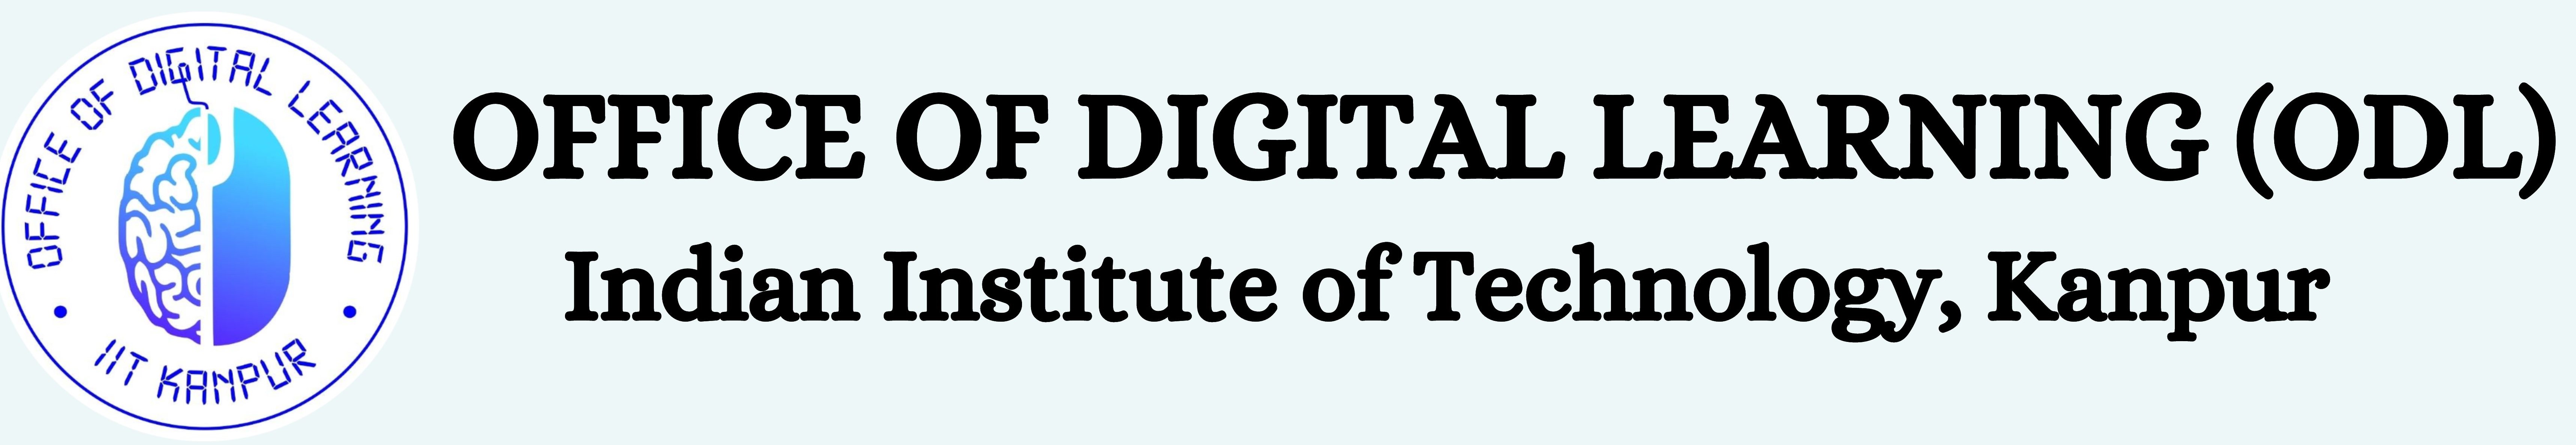 OFFICE OF DIGITAL LEARNING
IIT KANPUR
OFFICE OF DIGITAL LEARNING (ODL)
Indian Institute of Technology, Kanpur